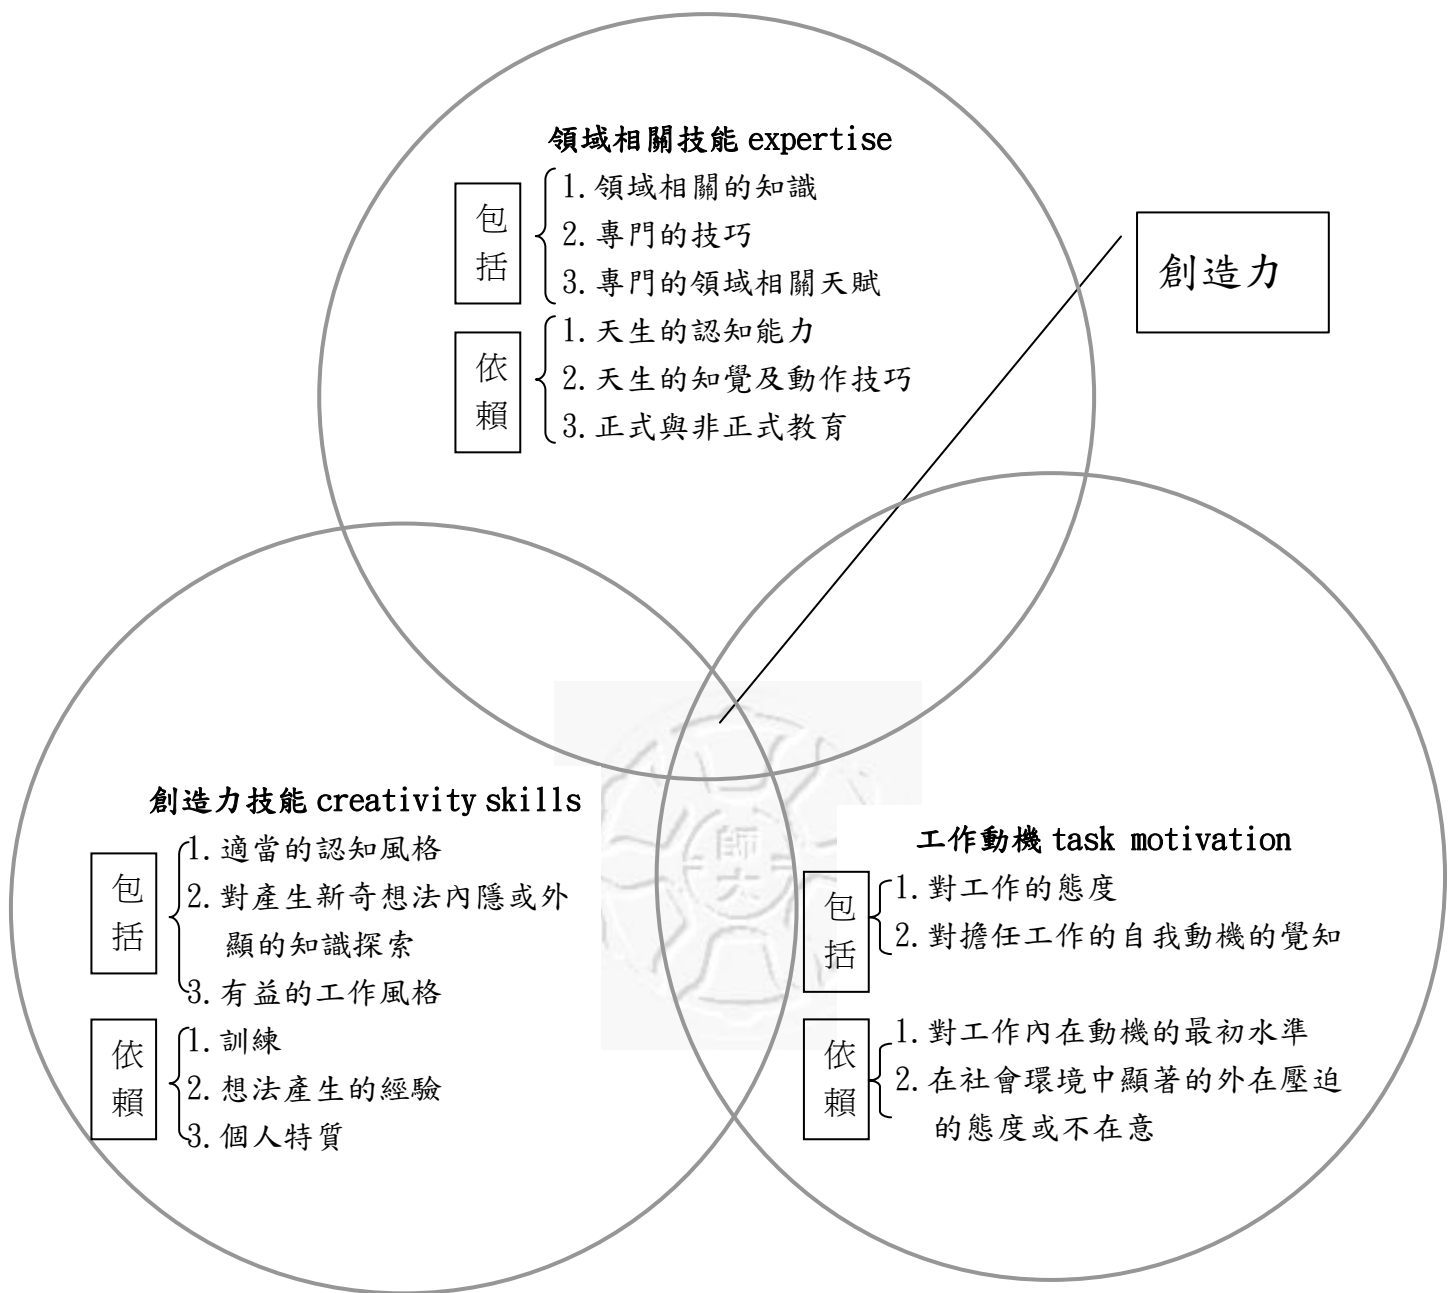 領域相關技能 expertise
包括
1. 領域相關的知識
2. 專門的技巧
3. 專門的領域相關天賦
依賴
1. 天生的認知能力
2. 天生的知覺及動作技巧
3. 正式與非正式教育
創造力
創造力技能 creativity skills
包括
1. 適當的認知風格
2. 對產生新奇想法內隱或外
顯的知識探索
3. 有益的工作風格
依賴
1. 訓練
2. 想法產生的經驗
3. 個人特質
師大
工作動機 task motivation
包括
1. 對工作的態度
2. 對擔任工作的自我動機的覺知
依賴
1. 對工作內在動機的最初水準
2. 在社會環境中顯著的外在壓迫
的態度或不在意